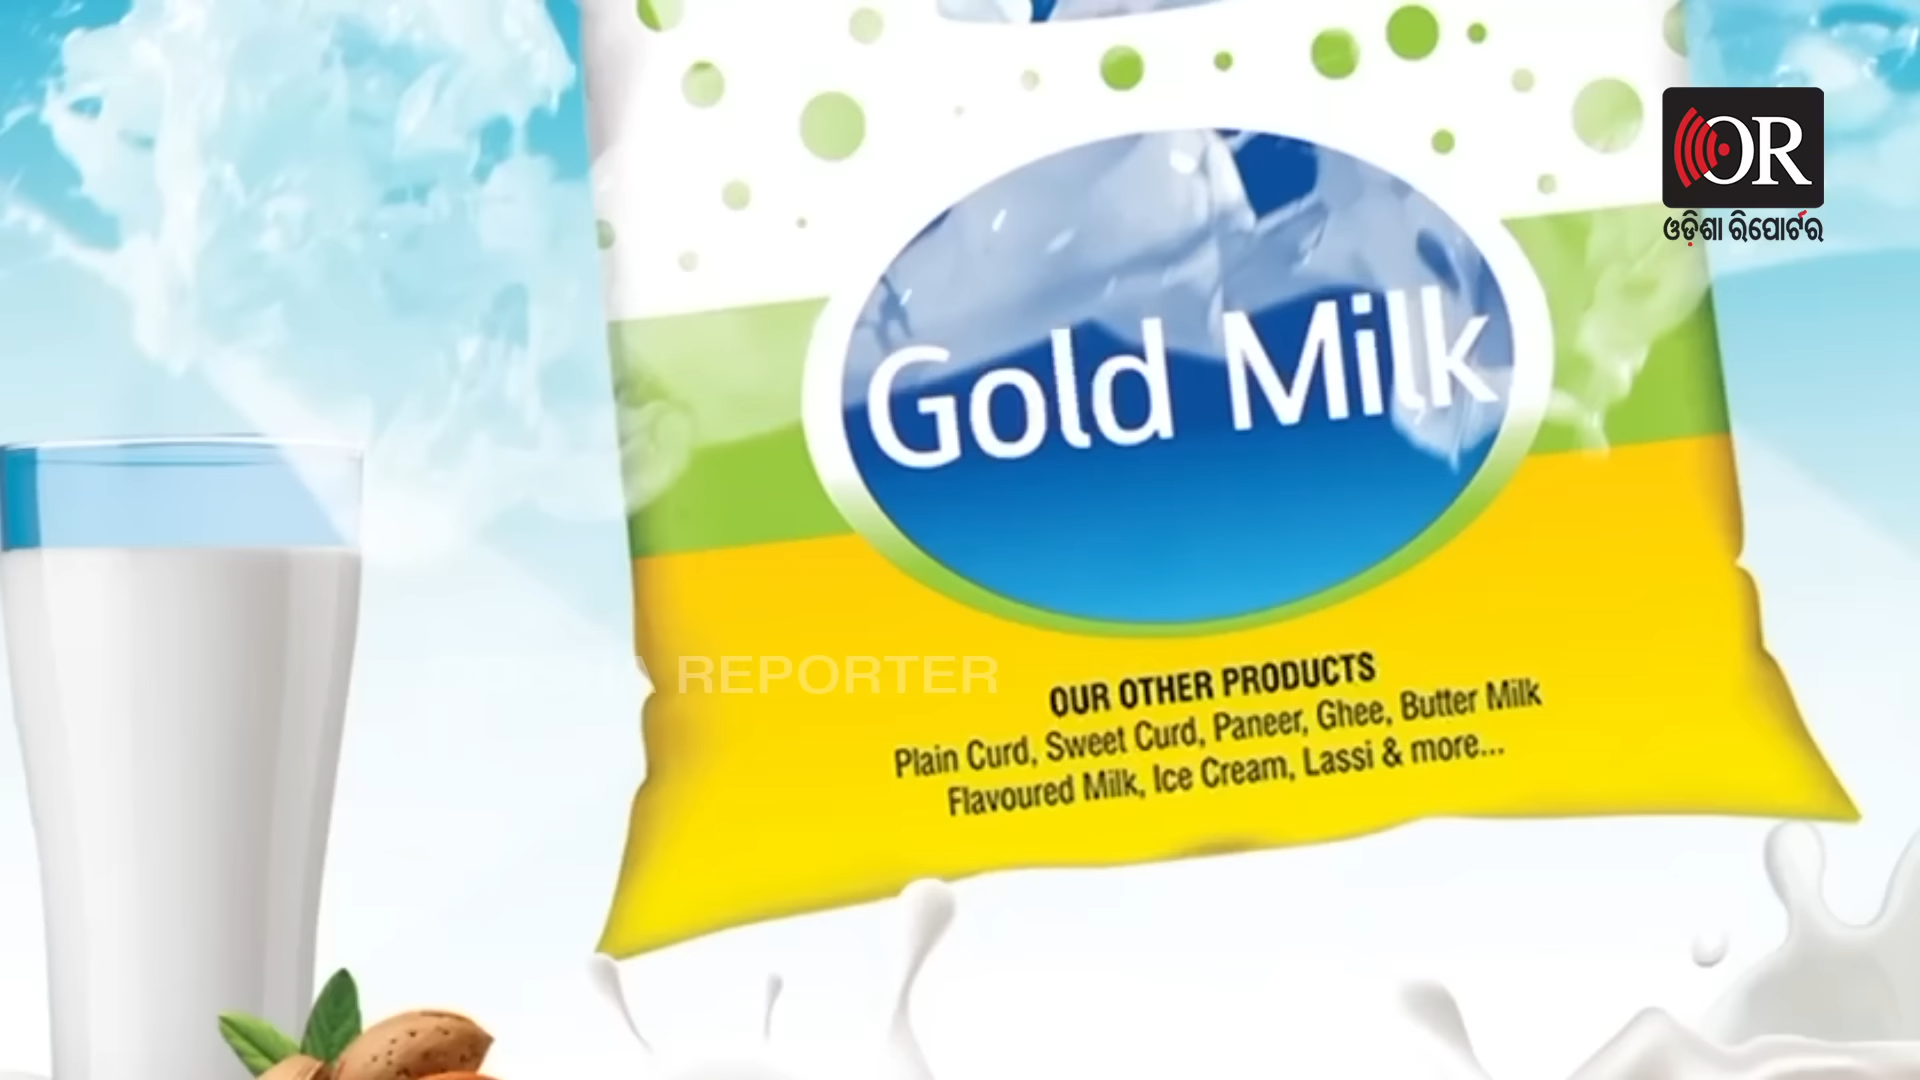 OR
ଓଡ଼ିଶା ରିପୋର୍ଟର
Gold Milk
REPORTER
OUR OTHER PRODUCTS
Plain Curd, Sweet Curd, Paneer, Ghee, Butter Milk
Flavoured Milk, Ice Cream, Lassi & more...